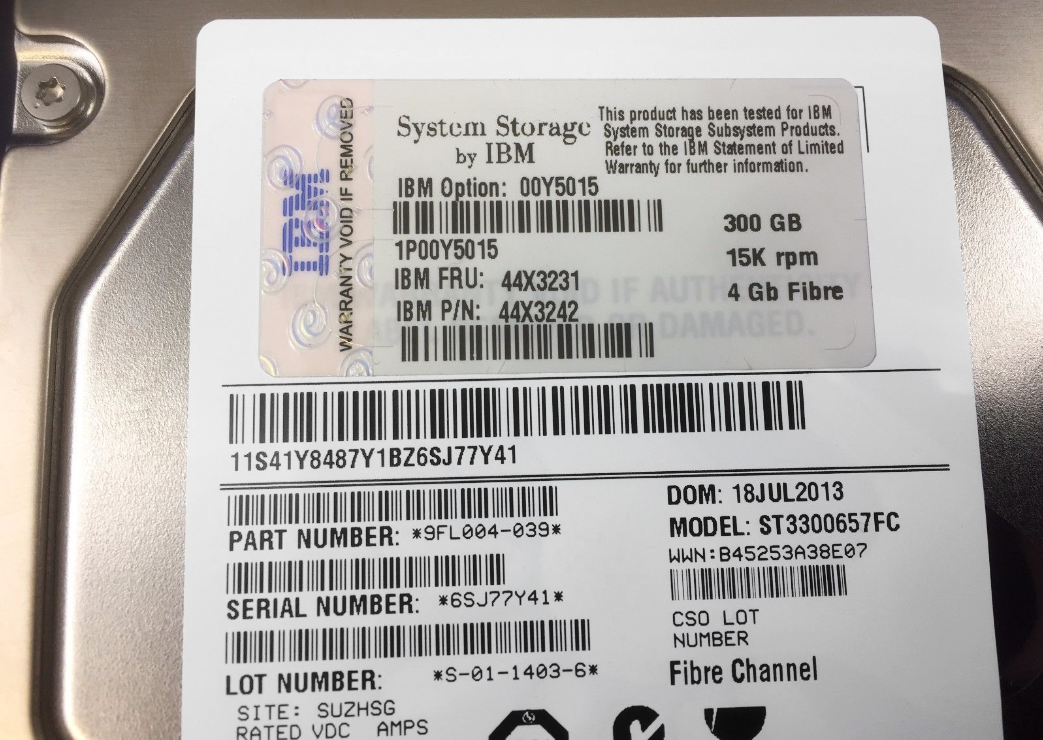 IBM
WARRANTY VOID IF REMOVED
System Storage
by IBM
This product has been tested for IBM
System Storage Subsystem Products.
Refer to the IBM Statement of Limited
Warranty for further information.
IBM Option: 00Y5015
1P00Y5015
IBM FRU: 44X3231
IBM P/N: 44X3242
300 GB
15K rpm
4 Gb Fibre
D IF AUTH
DAMAGED.
11S41Y8487Y1BZ6SJ77Y41
PART NUMBER: *9FL004-039*
SERIAL NUMBER: *6SJ77Y41*
LOT NUMBER: *S-01-1403-6*
SITE: SUZHSG
RATED VDC AMPS
DOM: 18JUL2013
MODEL: ST3300657FC
WWN:B45253A38E07
CSO LOT
NUMBER
Fibre Channel